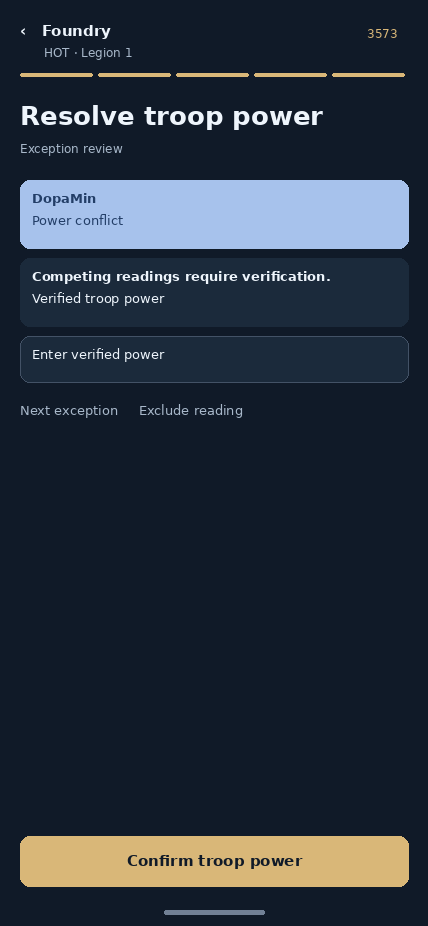 ‹ Foundry
3573
HOT · Legion 1
Resolve troop power
Exception review
DopaMin
Power conflict
Competing readings require verification.
Verified troop power
Enter verified power
Next exception Exclude reading
Confirm troop power